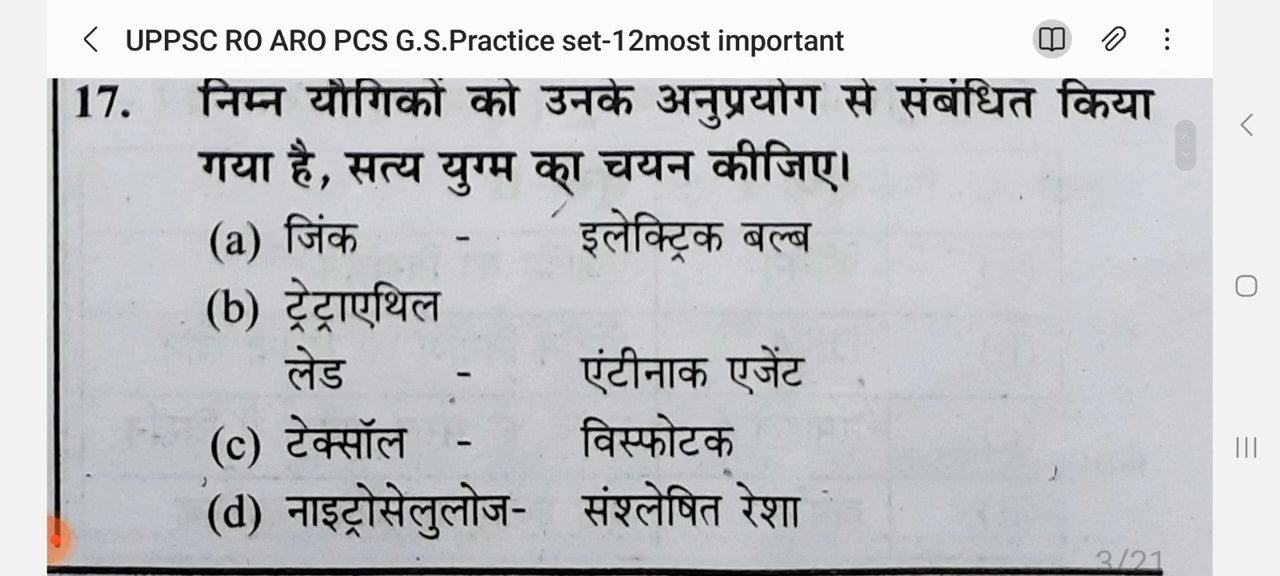 UPPSC RO ARO PCS G.S.Practice set-12most important
17. निम्न यौगिकों को उनके अनुप्रयोग से संबंधित किया
गया है, सत्य युग्म का चयन कीजिए।
(a) जिंक - इलेक्ट्रिक बल्ब
(b) ट्रेट्राएथिल
लेड - एंटीनाक एजेंट
(c) टेक्सॉल - विस्फोटक
(d) नाइट्रोसेलुलोज- संश्लेषित रेशा
3/21